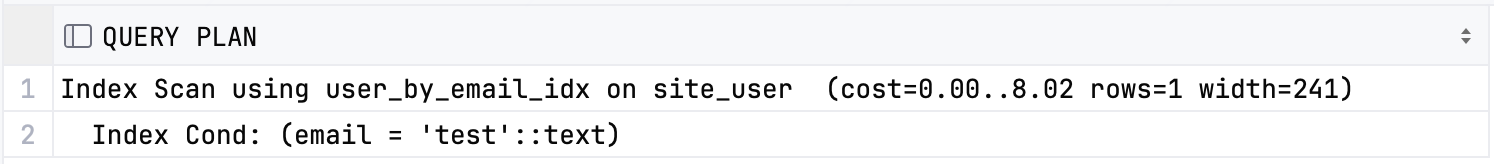 QUERY PLAN
1 Index Scan using user_by_email_idx on site_user  (cost=0.00..8.02 rows=1 width=241)
2   Index Cond: (email = 'test'::text)